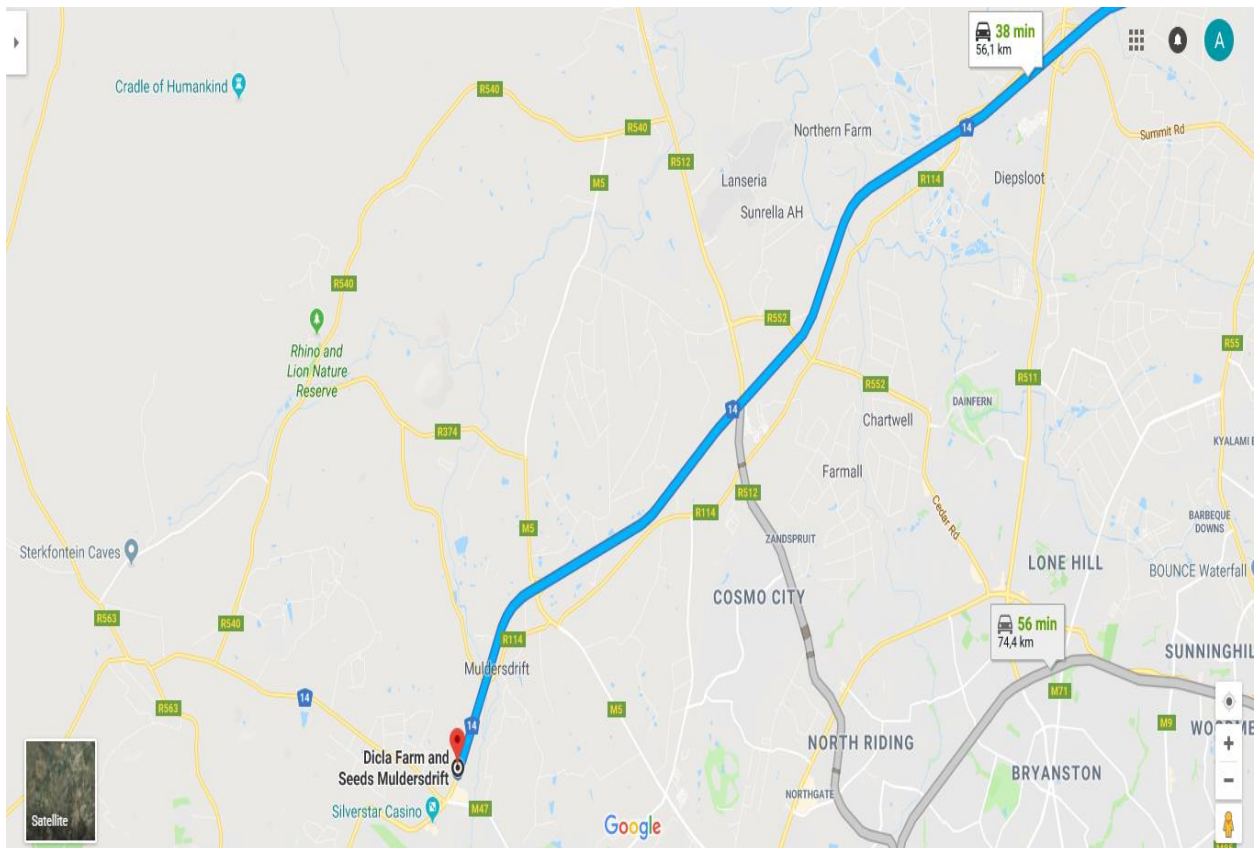 38 min
56,1 km
A
Cradle of Humankind
R540
R540
R512
M5
Northern Farm
14
Summit Rd
Lanseria
R114
Diepsloot
Sunrella AH
R540
Rhino and
Lion Nature
Reserve
R552
R55
R552
R511
14
DAINFERN
Chartwell
R374
KYALAMI E
Farmall
R512
R114
Cedar Rd
M5
BARBEQUE
DOWNS
Sterkfontein Caves
ZANDSPRUIT
LONE HILL
BOUNCE Waterfall
COSMO CITY
R563
R540
56 min
74,4 km
R114
SUNNINGHIL
Muldersdrift
14
M71
R563
M5
M9
WOODME
14
NORTH RIDING
Dicla Farm and
Seeds Muldersdrift
BRYANSTON
NORTHGATE
Silverstar Casino
M47
Satellite
Google